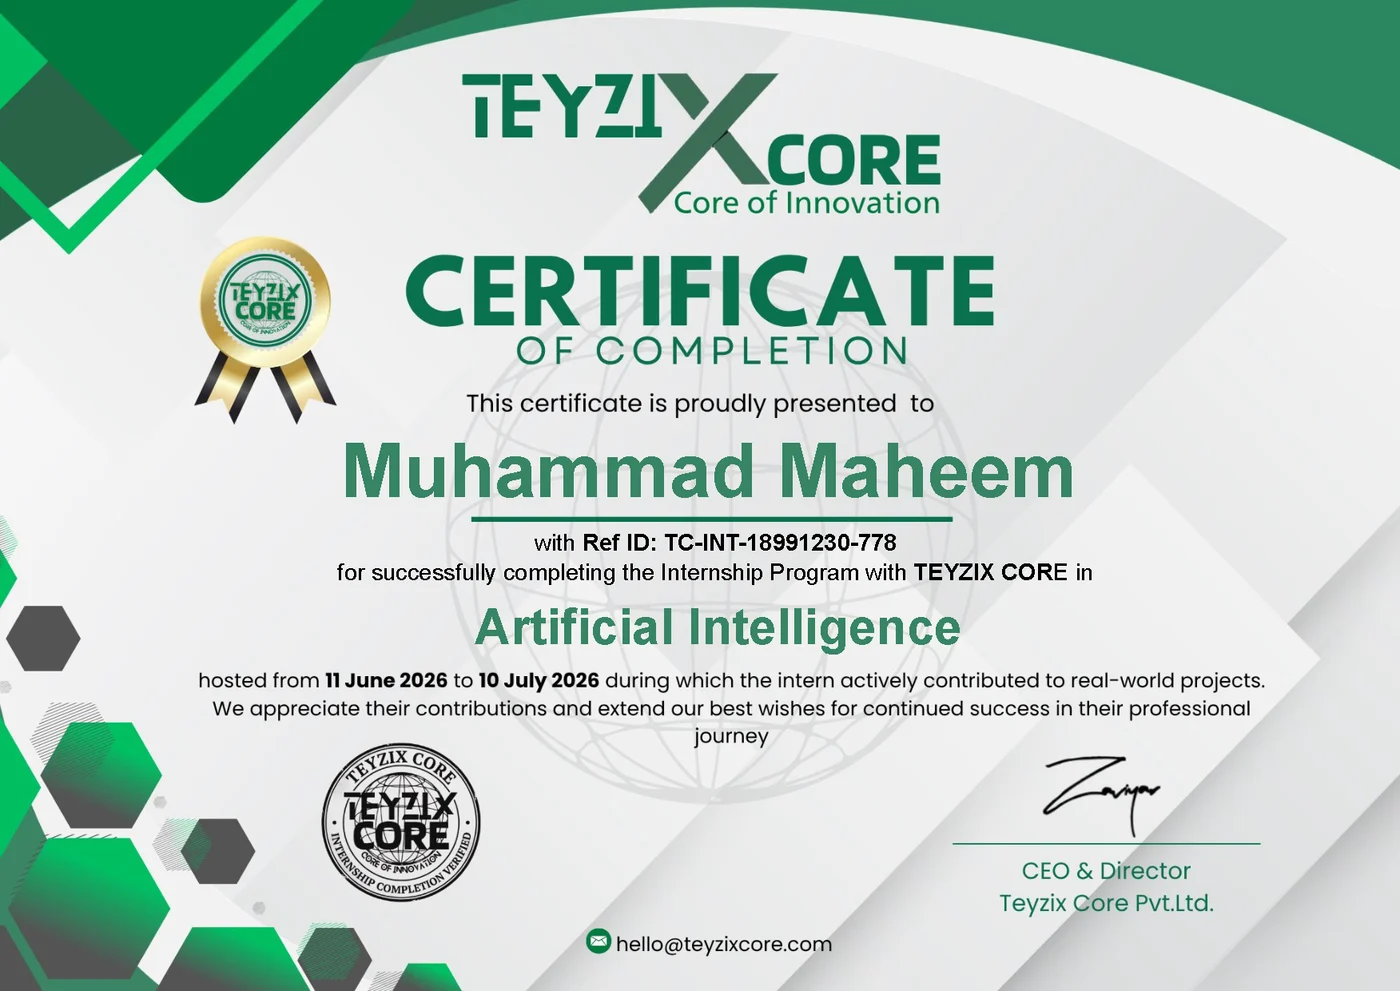 TEYZIX CORE
Core of Innovation
TEYZIX
CORE
CORE OF INNOVATION
CERTIFICATE
OF COMPLETION
This certificate is proudly presented to
Muhammad Maheem
with Ref ID: TC-INT-18991230-778
for successfully completing the Internship Program with TEYZIX CORE in
Artificial Intelligence
hosted from 11 June 2026 to 10 July 2026 during which the intern actively contributed to real-world projects.
We appreciate their contributions and extend our best wishes for continued success in their professional
journey
TEYZIX CORE
TEYZIX
CORE
CORE OF INNOVATION
INTERNSHIP COMPLETION VERIFIED
Zaviyar
CEO & Director
Teyzix Core Pvt.Ltd.
hello@teyzixcore.com